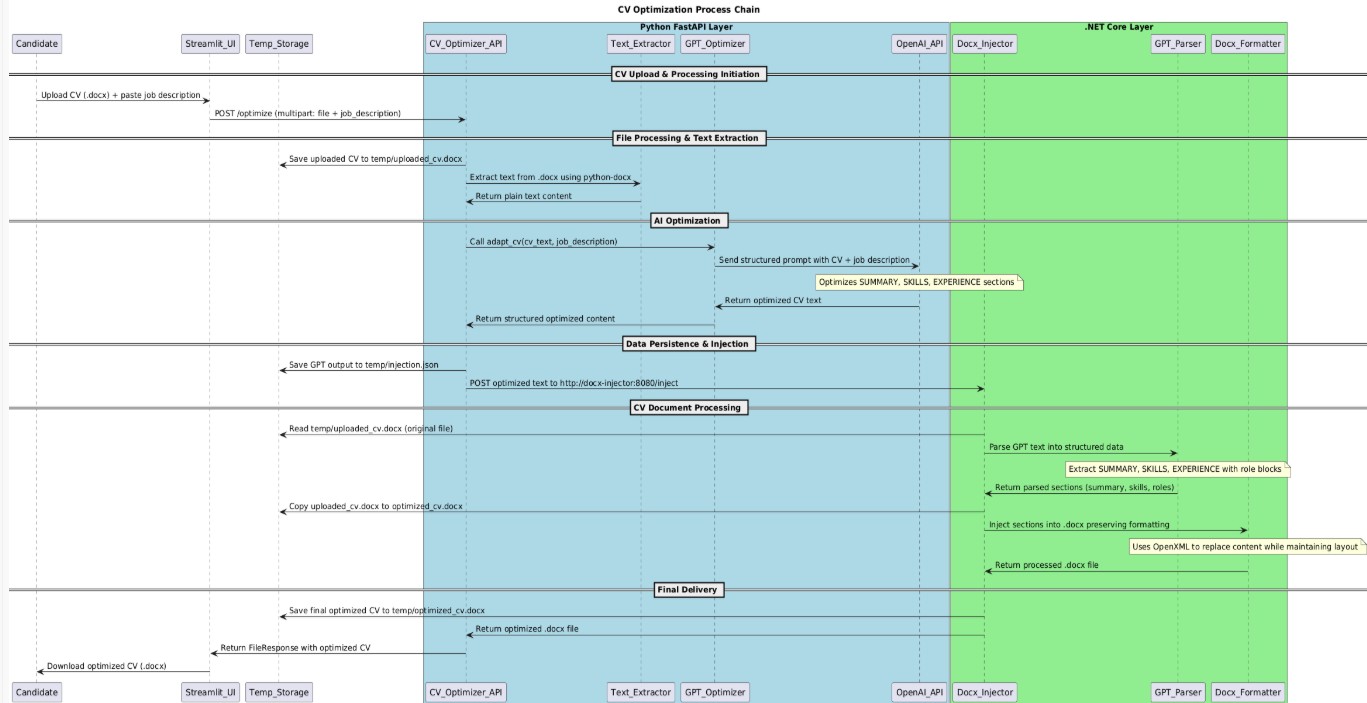 CV Optimization Process Chain
Python FastAPI Layer
.NET Core Layer
Candidate
Streamlit_UI
Temp_Storage
CV_Optimizer_API
Text_Extractor
GPT_Optimizer
OpenAI_API
Docx_Injector
GPT_Parser
Docx_Formatter
CV Upload & Processing Initiation
Upload CV (.docx) + paste job description
POST /optimize (multipart: file + job_description)
File Processing & Text Extraction
Save uploaded CV to temp/uploaded_cv.docx
Extract text from .docx using python-docx
Return plain text content
AI Optimization
Call adapt_cv(cv_text, job_description)
Send structured prompt with CV + job description
Optimizes SUMMARY, SKILLS, EXPERIENCE sections
Return optimized CV text
Return structured optimized content
Data Persistence & Injection
Save GPT output to temp/injection.json
POST optimized text to http://docx-injector:8080/inject
CV Document Processing
Read temp/uploaded_cv.docx (original file)
Parse GPT text into structured data
Extract SUMMARY, SKILLS, EXPERIENCE with role blocks
Return parsed sections (summary, skills, roles)
Copy uploaded_cv.docx to optimized_cv.docx
Inject sections into .docx preserving formatting
Uses OpenXML to replace content while maintaining layout
Return processed .docx file
Final Delivery
Save final optimized CV to temp/optimized_cv.docx
Return optimized .docx file
Return FileResponse with optimized CV
Download optimized CV (.docx)
Candidate
Streamlit_UI
Temp_Storage
CV_Optimizer_API
Text_Extractor
GPT_Optimizer
OpenAI_API
Docx_Injector
GPT_Parser
Docx_Formatter